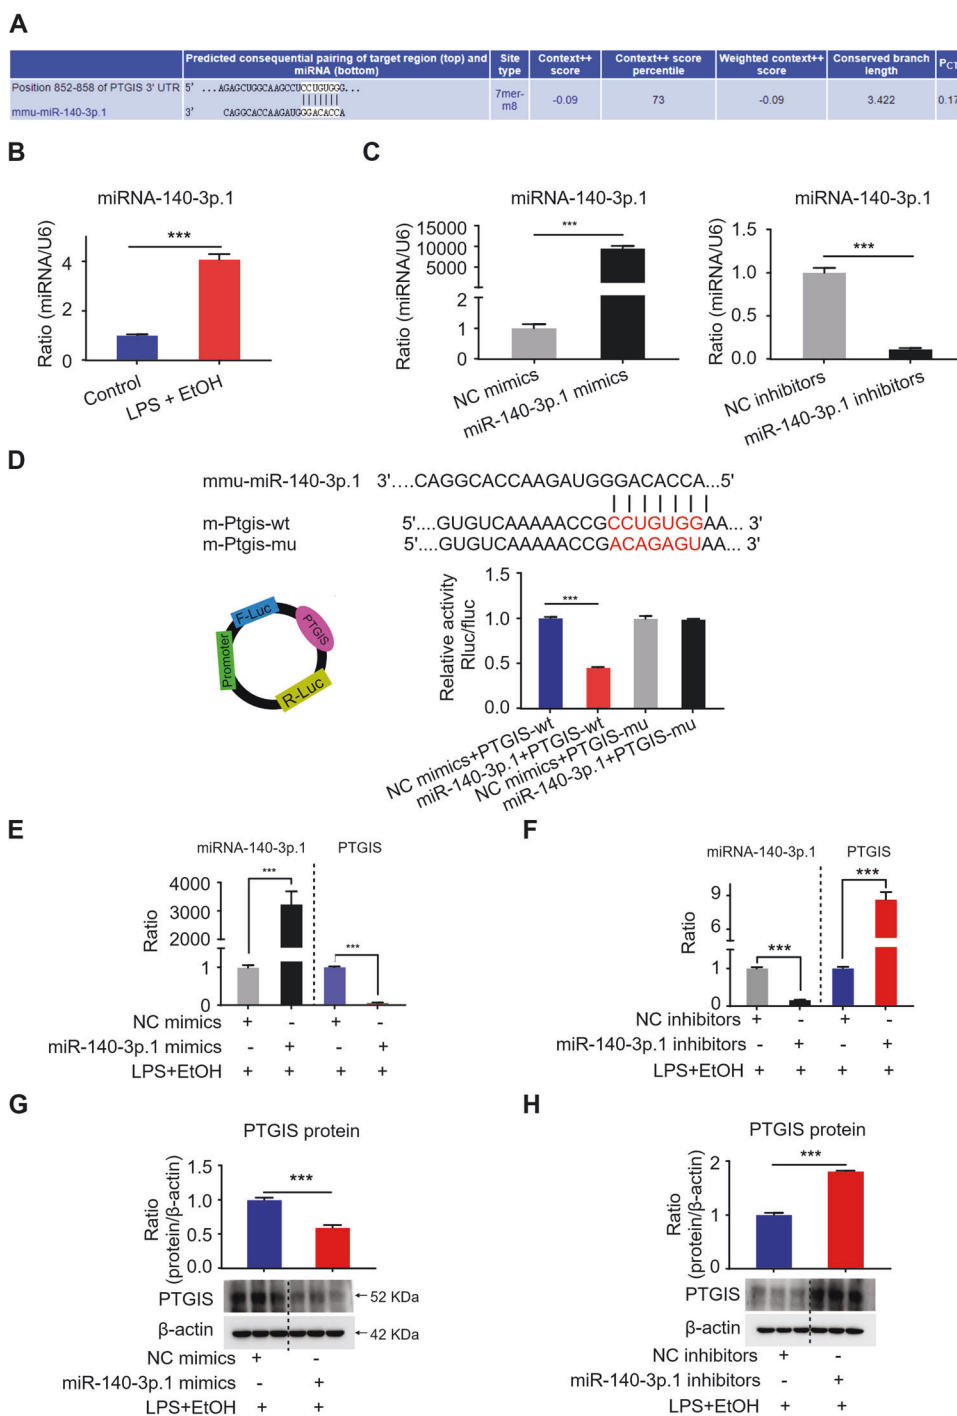 A
Predicted consequential pairing of target region (top) and miRNA (bottom)
Site type
Context++ score
Context++ score percentile
Weighted context++ score
Conserved branch length
PCT
Position 852-858 of PTGIS 3' UTR 5' ...AGAGCUGGCAAGCCUCCUGUGGG...
mmu-miR-140-3p.1 3' CAGGCACCAAGAUGGGACACCA
7mer-m8
-0.09
73
-0.09
3.422
0.17
B
miRNA-140-3p.1
Ratio (miRNA/U6)
4
2
0
***
Control
LPS + EtOH
C
miRNA-140-3p.1
Ratio (miRNA/U6)
15000
10000
5000
2
1
0
***
NC mimics
miR-140-3p.1 mimics
miRNA-140-3p.1
Ratio (miRNA/U6)
1.5
1.0
0.5
0.0
***
NC inhibitors
miR-140-3p.1 inhibitors
D
mmu-miR-140-3p.1 3'....CAGGCACCAAGAUGGGACACCA...5'
m-Ptgis-wt 5'....GUGUCAAAAACCGCCUGUGGAA... 3'
m-Ptgis-mu 5'....GUGUCAAAAACCGACAGAGUAA... 3'
F-Luc
PTGIS
Promoter
R-Luc
Relative activity
Rluc/fluc
1.5
1.0
0.5
0.0
***
NC mimics+PTGIS-wt
miR-140-3p.1+PTGIS-wt
NC mimics+PTGIS-mu
miR-140-3p.1+PTGIS-mu
E
miRNA-140-3p.1 PTGIS
Ratio
4000
3000
2000
1
0
***
***
NC mimics + - + -
miR-140-3p.1 mimics - + - +
LPS+EtOH + + + +
F
miRNA-140-3p.1 PTGIS
Ratio
9
6
1
0
***
***
NC inhibitors + - + -
miR-140-3p.1 inhibitors - + - +
LPS+EtOH + + + +
G
PTGIS protein
Ratio
(protein/β-actin)
1.5
1.0
0.5
0.0
***
PTGIS ←52 KDa
β-actin ←42 KDa
NC mimics + -
miR-140-3p.1 mimics - +
LPS+EtOH + +
H
PTGIS protein
Ratio
(protein/β-actin)
2
1
0
***
PTGIS
β-actin
NC inhibitors + -
miR-140-3p.1 inhibitors - +
LPS+EtOH + +